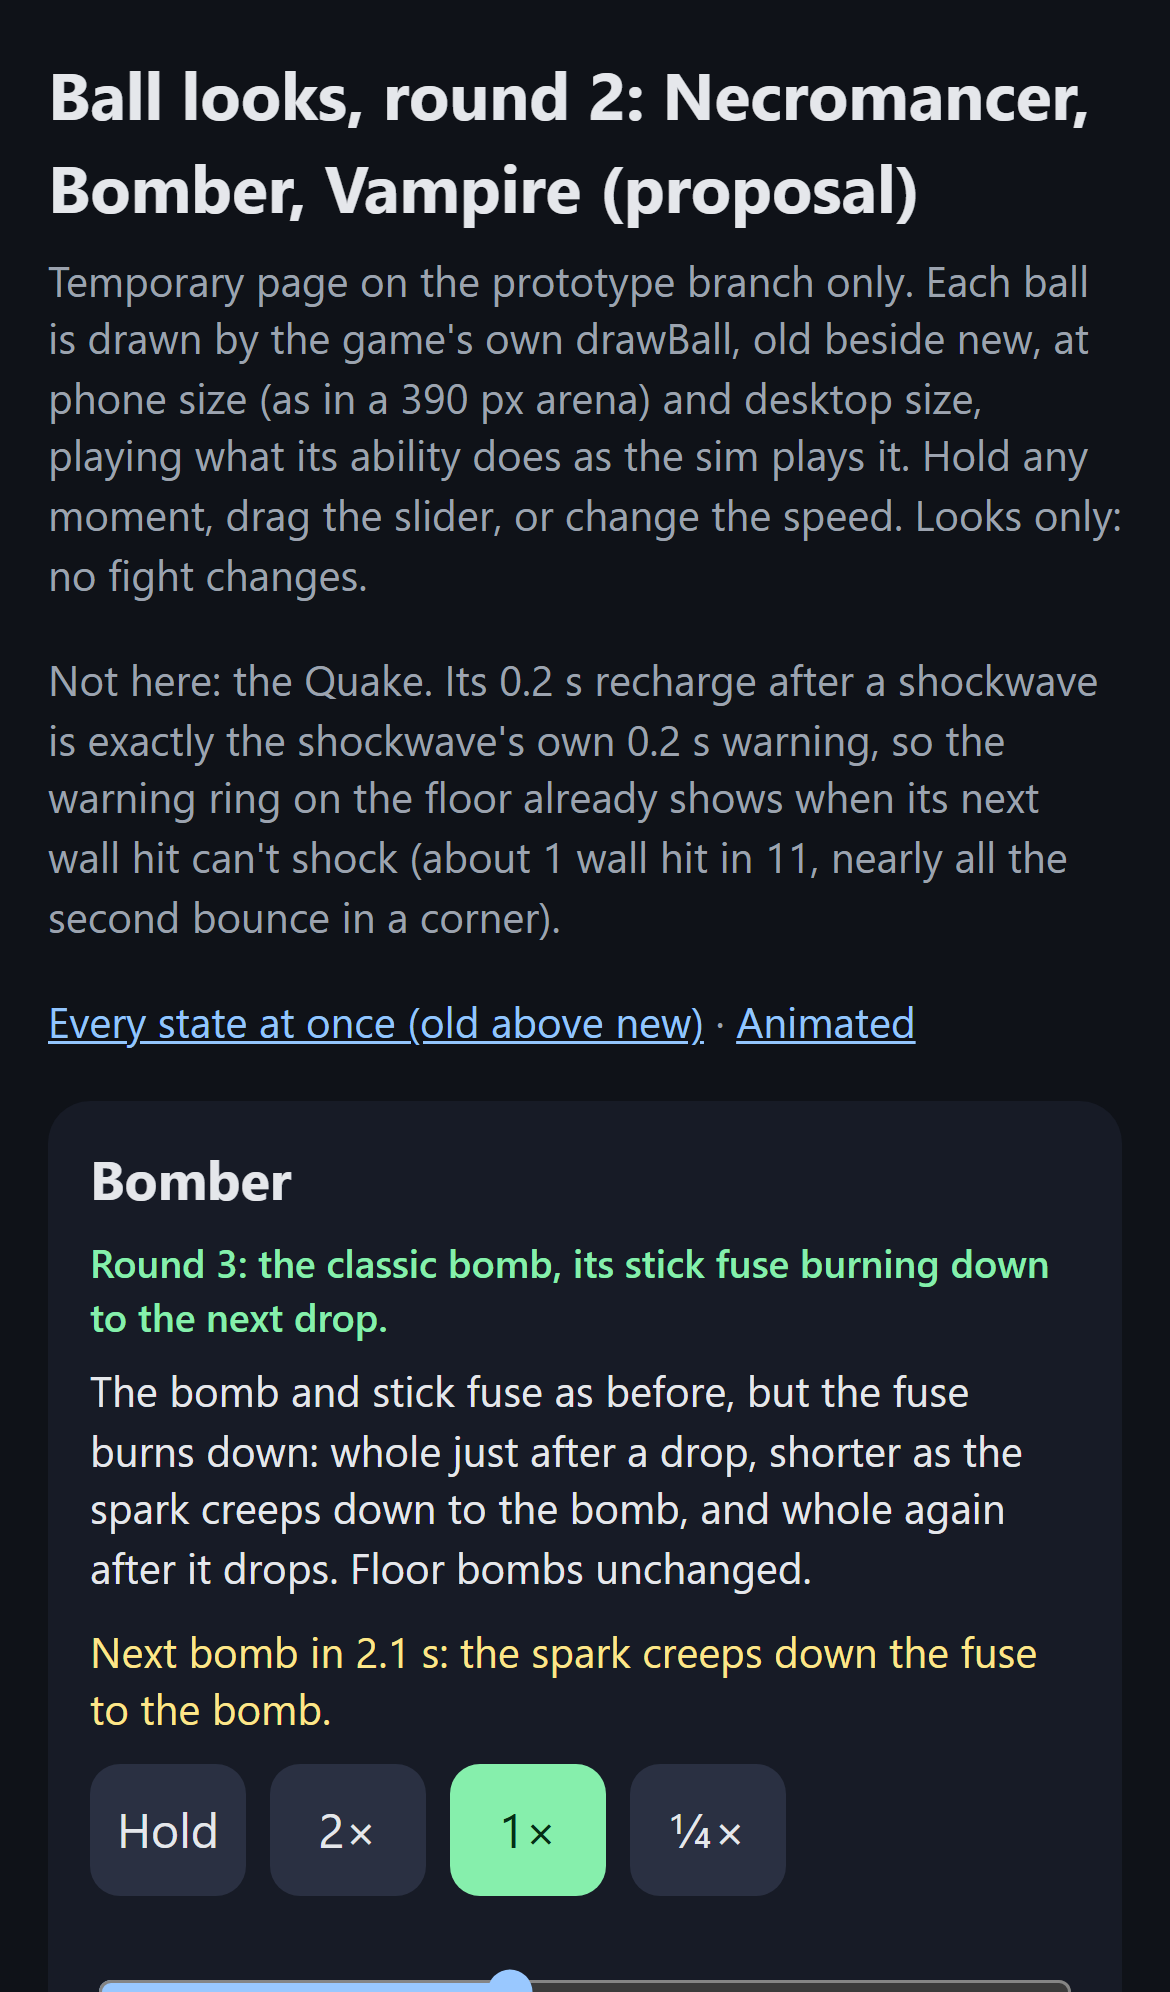 Ball looks, round 2: Necromancer,
Bomber, Vampire (proposal)
Temporary page on the prototype branch only. Each ball
is drawn by the game's own drawBall, old beside new, at
phone size (as in a 390 px arena) and desktop size,
playing what its ability does as the sim plays it. Hold any
moment, drag the slider, or change the speed. Looks only:
no fight changes.
Not here: the Quake. Its 0.2 s recharge after a shockwave
is exactly the shockwave's own 0.2 s warning, so the
warning ring on the floor already shows when its next
wall hit can't shock (about 1 wall hit in 11, nearly all the
second bounce in a corner).
Every state at once (old above new) · Animated
Bomber
Round 3: the classic bomb, its stick fuse burning down
to the next drop.
The bomb and stick fuse as before, but the fuse
burns down: whole just after a drop, shorter as the
spark creeps down to the bomb, and whole again
after it drops. Floor bombs unchanged.
Next bomb in 2.1 s: the spark creeps down the fuse
to the bomb.
Hold 2× 1× ¼×